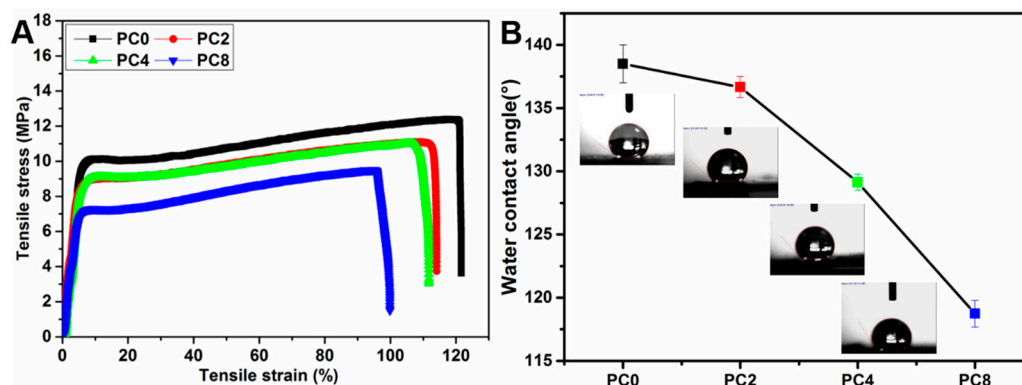 A
PC0 PC2
PC4 PC8
Tensile stress (MPa)
18
16
14
12
10
8
6
4
2
0
0 20 40 60 80 100 120
Tensile strain (%)
B
Water contact angle(°)
140
135
130
125
120
115
PC0 PC2 PC4 PC8